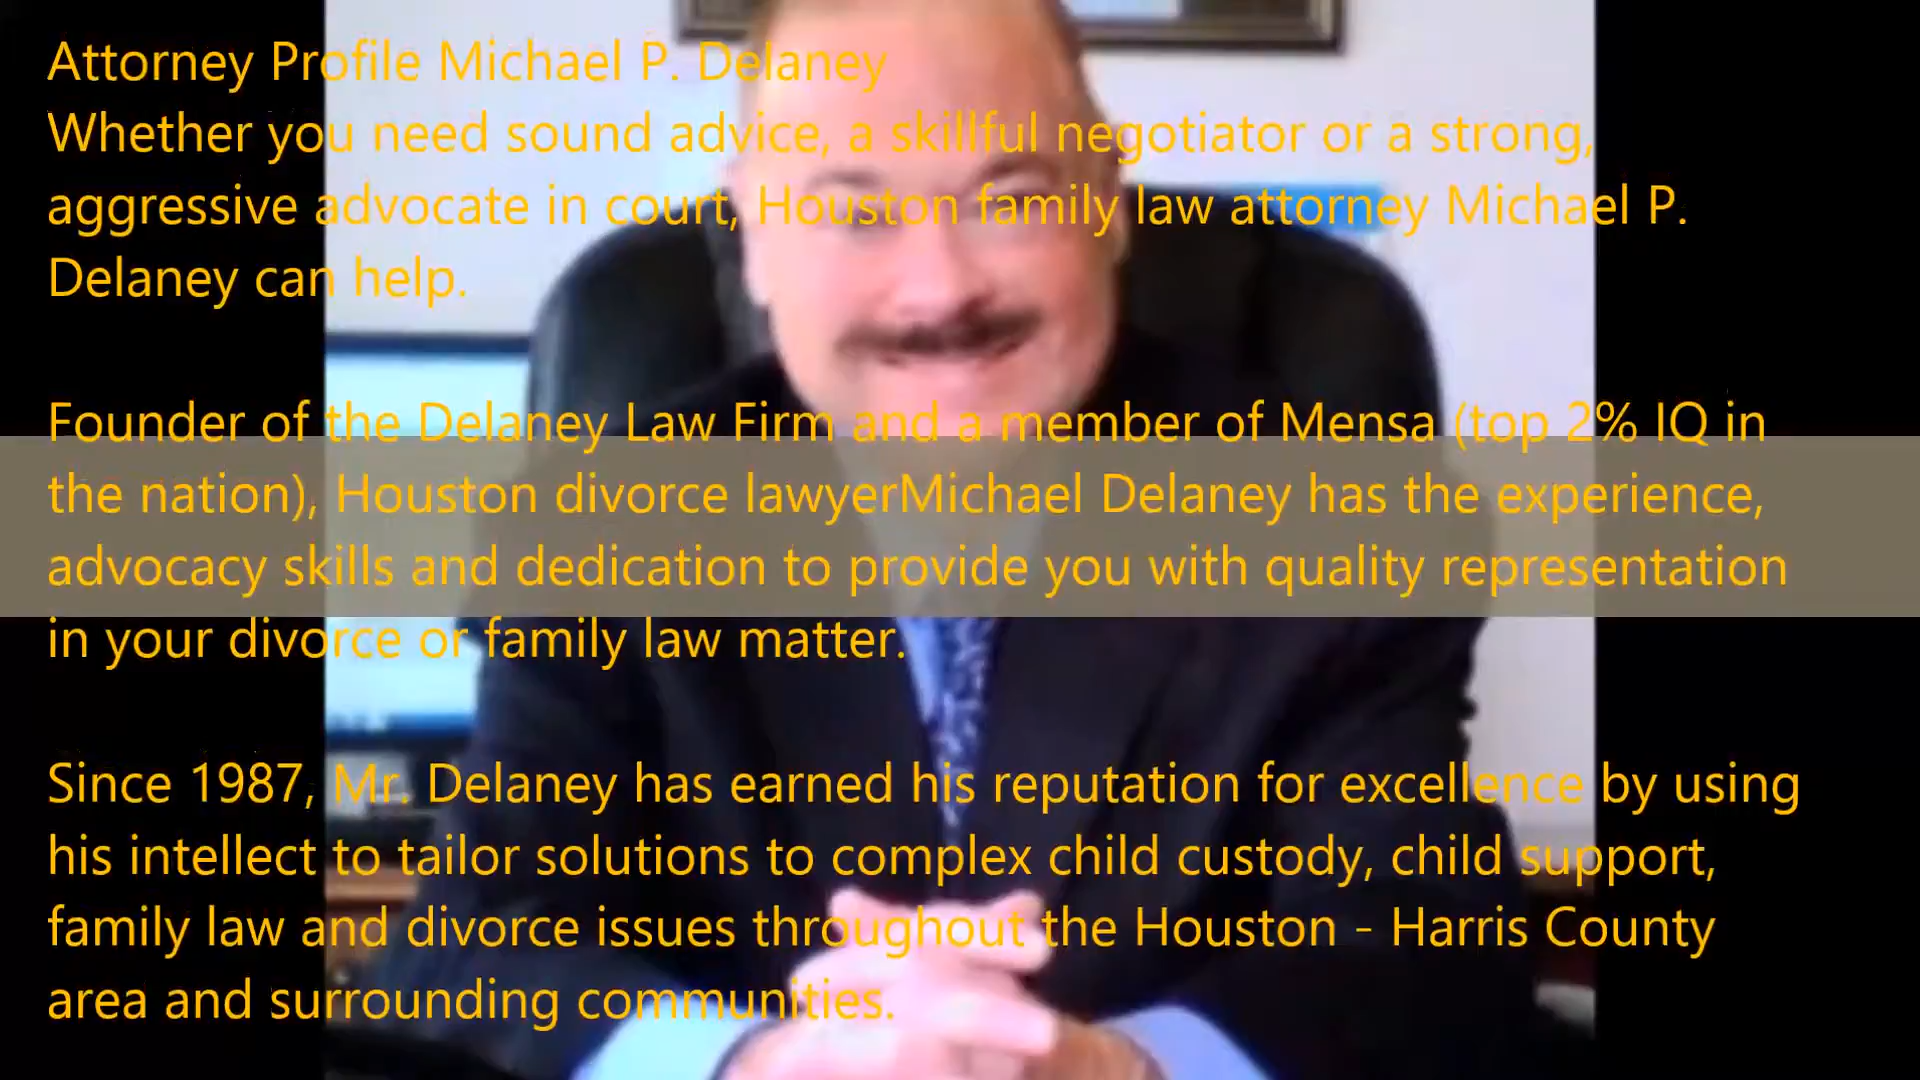 Attorney Profile Michael P. Delaney
Whether you need sound advice, a skillful negotiator or a strong,
aggressive advocate in court, Houston family law attorney Michael P.
Delaney can help.
Founder of the Delaney Law Firm and a member of Mensa (top 2% IQ in
the nation), Houston divorce lawyerMichael Delaney has the experience,
advocacy skills and dedication to provide you with quality representation
in your divorce or family law matter.
Since 1987, Mr. Delaney has earned his reputation for excellence by using
his intellect to tailor solutions to complex child custody, child support,
family law and divorce issues throughout the Houston - Harris County
area and surrounding communities.